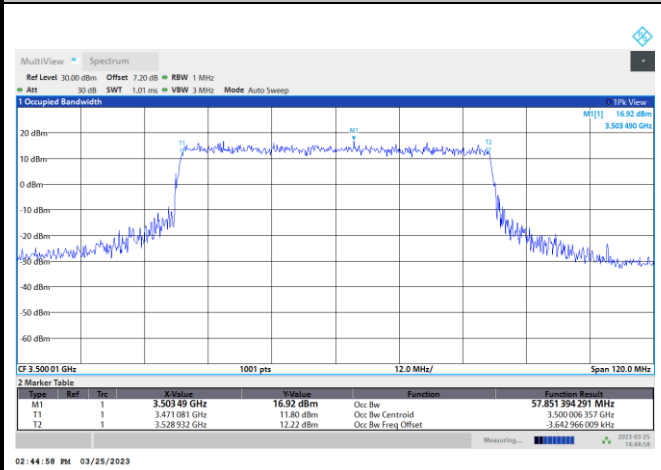 MultiView Spectrum
Ref Level 30.00 dBm Offset 7.20 dB RBW 1 MHz
Att 30 dB SWT 1.01 ms VBW 3 MHz Mode Auto Sweep
1 Occupied Bandwidth 1Pk View
M1[1] 16.92 dBm
3.503 490 GHz
20 dBm
M1
T1 T2
10 dBm
0 dBm
-10 dBm
-20 dBm
-30 dBm
-40 dBm
-50 dBm
-60 dBm
CF 3.500 01 GHz 1001 pts 12.0 MHz/ Span 120.0 MHz
2 Marker Table
Type Ref Trc X-Value Y-Value Function Function Result
M1 1 3.503 49 GHz 16.92 dBm Occ Bw 57.851 394 291 MHz
T1 1 3.471 081 GHz 11.80 dBm Occ Bw Centroid 3.500 006 357 GHz
T2 1 3.528 932 GHz 12.22 dBm Occ Bw Freq Offset -3.642 966 009 kHz
Measuring... 2023-03-25
14:44:58
02:44:58 PM 03/25/2023